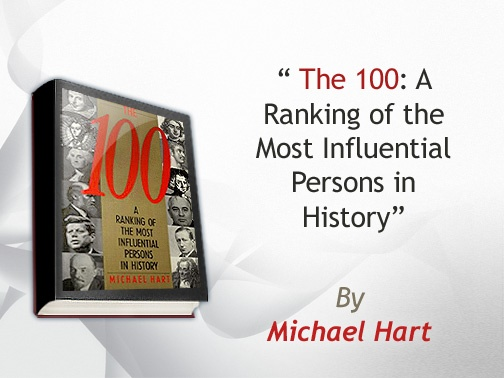 “ The 100: A
Ranking of the
Most Influential
Persons in
History”
By
Michael Hart
THE
100
A
RANKING OF
THE MOST
INFLUENTIAL
PERSONS
IN HISTORY
MICHAEL HART